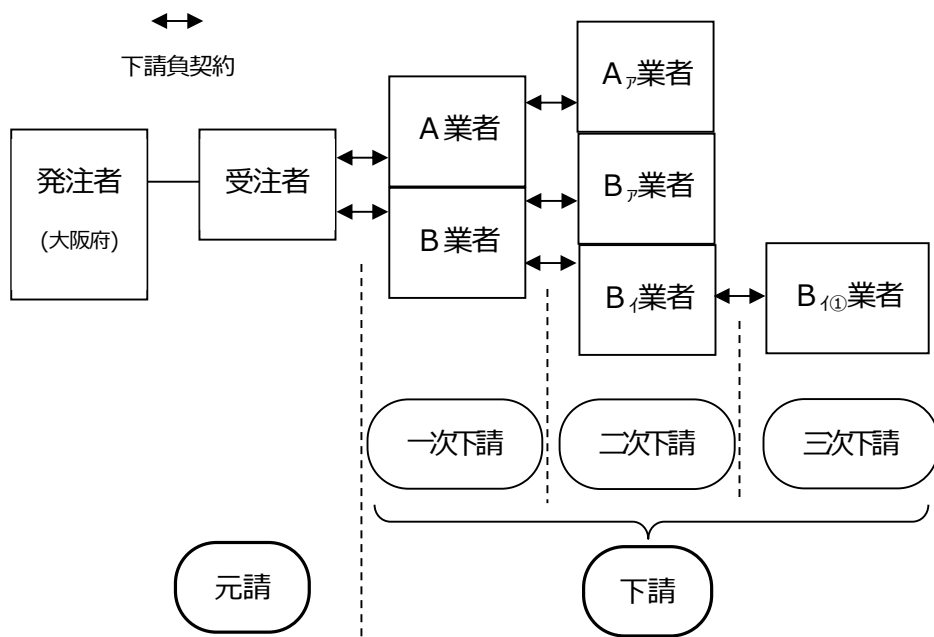 下請負契約
発注者
(大阪府)
受注者
A業者
B業者
Aァ業者
Bァ業者
Bィ業者
Bィ①業者
一次下請
二次下請
三次下請
元請
下請